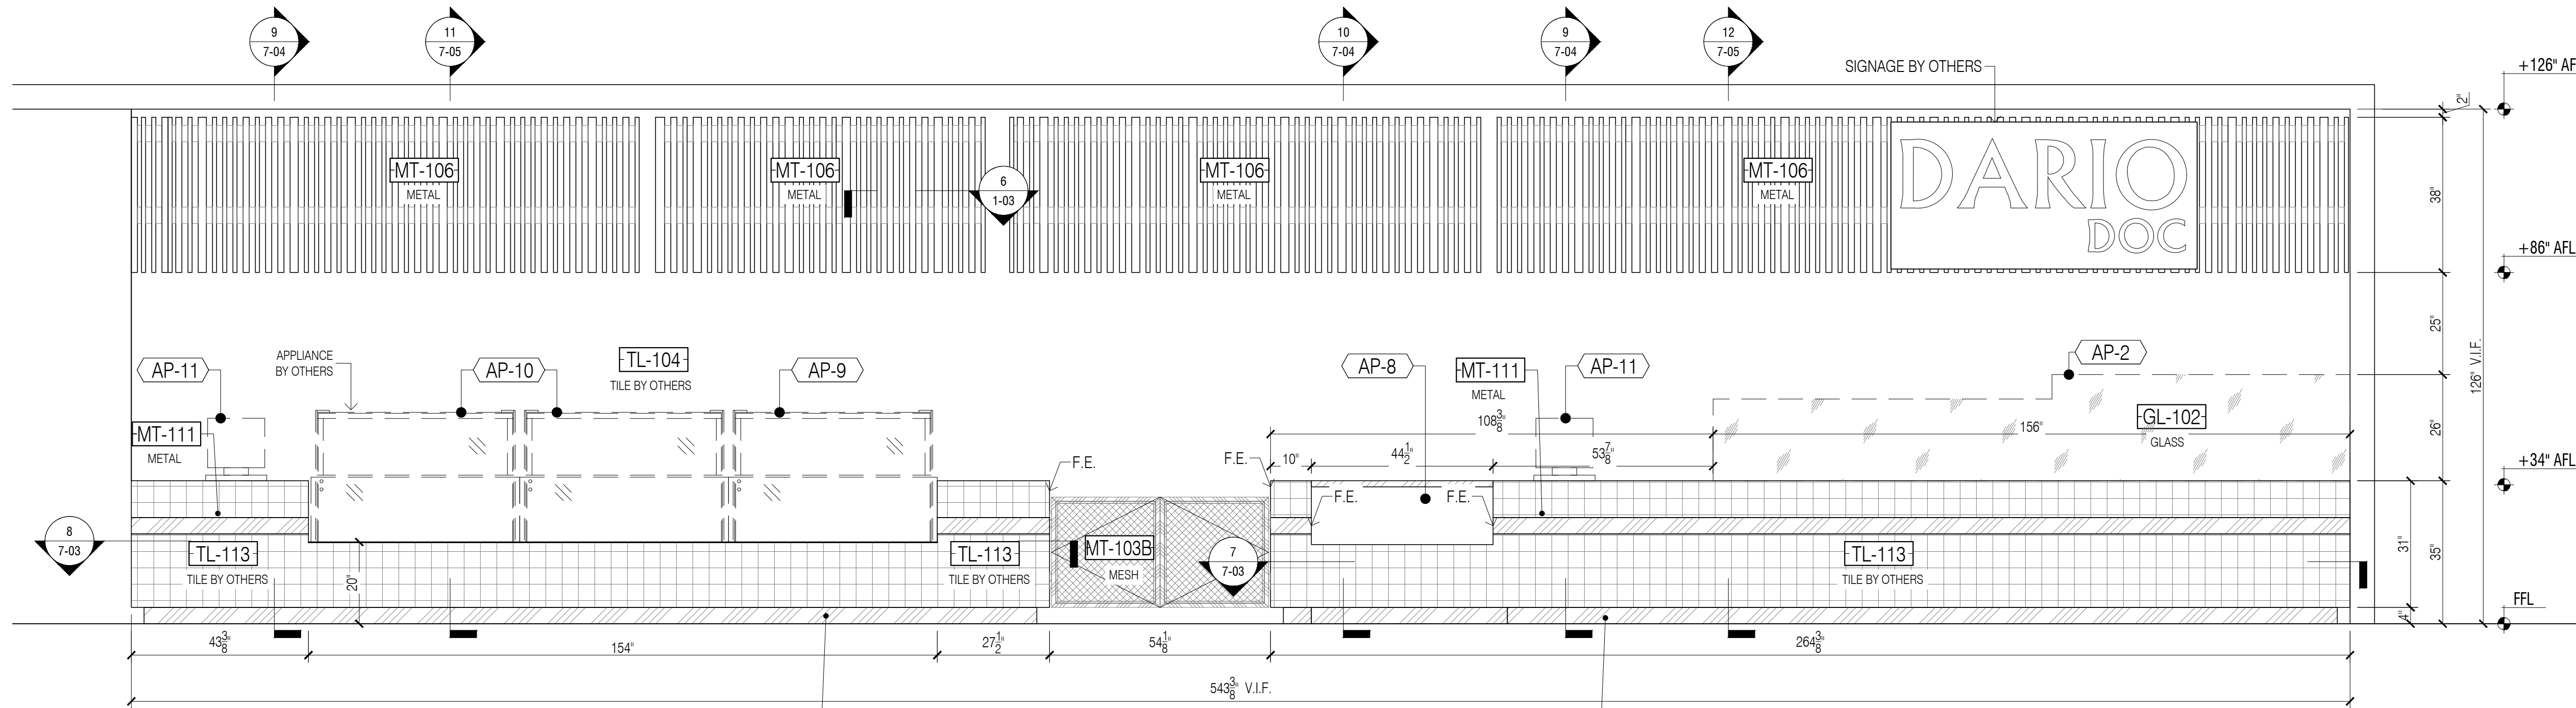 9
7-04
11
7-05
10
7-04
9
7-04
12
7-05
SIGNAGE BY OTHERS
+126" AF
2"
MT-106
METAL
MT-106
METAL
MT-106
METAL
MT-106
METAL
6
1-03
DARIO
DOC
38"
+86" AFL
25"
126" V.I.F.
AP-11
APPLIANCE
BY OTHERS
AP-10
TL-104
TILE BY OTHERS
AP-9
AP-8
MT-111
METAL
AP-11
AP-2
108 3/8"
GL-102
GLASS
156"
26"
MT-111
METAL
F.E.
F.E.
10"
44 1/2"
53 7/8"
+34" AFL
F.E.
F.E.
8
7-03
TL-113
TILE BY OTHERS
20"
TL-113
TILE BY OTHERS
MT-103B
MESH
7
7-03
TL-113
TILE BY OTHERS
31"
35"
4"
FFL
43 3/8"
154"
27 1/2"
54 1/8"
264 3/8"
543 3/8" V.I.F.